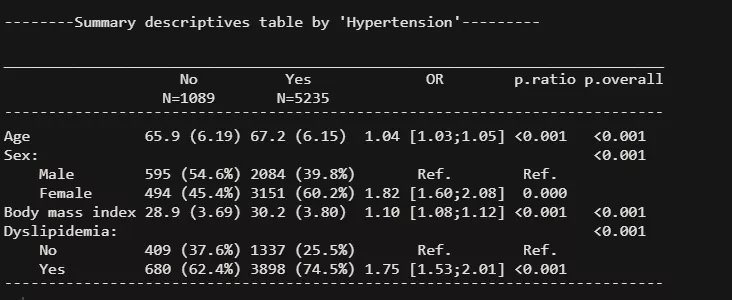 --------Summary descriptives table by 'Hypertension'---------
No Yes OR p.ratio p.overall
N=1089 N=5235
Age 65.9 (6.19) 67.2 (6.15) 1.04 [1.03;1.05] <0.001 <0.001
Sex: <0.001
Male 595 (54.6%) 2084 (39.8%) Ref. Ref.
Female 494 (45.4%) 3151 (60.2%) 1.82 [1.60;2.08] 0.000
Body mass index 28.9 (3.69) 30.2 (3.80) 1.10 [1.08;1.12] <0.001 <0.001
Dyslipidemia: <0.001
No 409 (37.6%) 1337 (25.5%) Ref. Ref.
Yes 680 (62.4%) 3898 (74.5%) 1.75 [1.53;2.01] <0.001